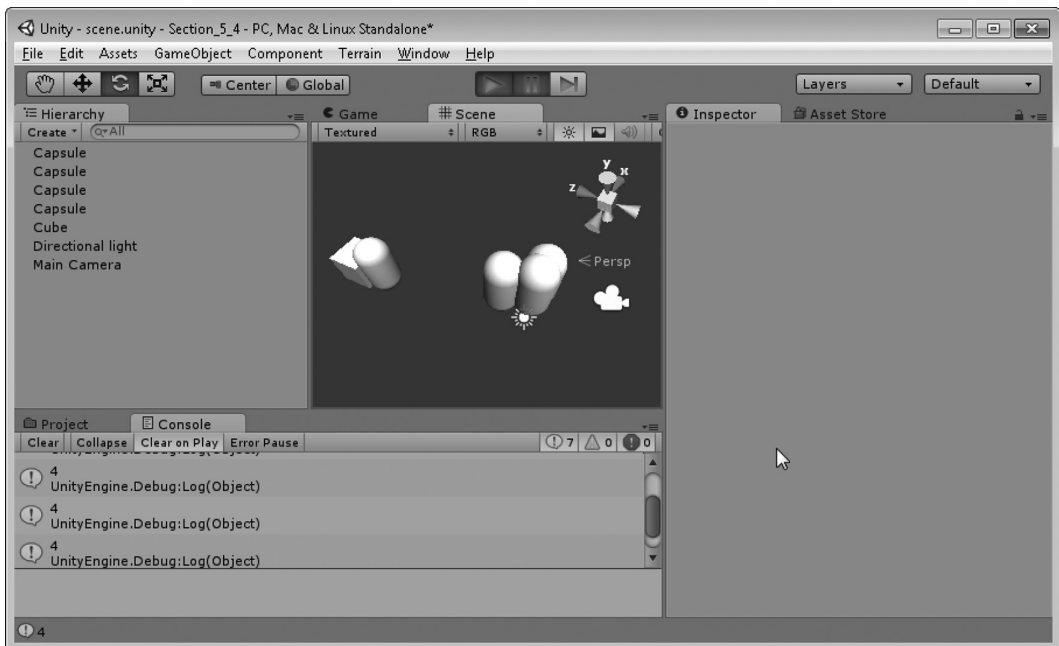 Unity - scene.unity - Section_5_4 - PC, Mac & Linux Standalone*
File Edit Assets GameObject Component Terrain Window Help
Center Global Layers Default
Hierarchy Game Scene Inspector Asset Store
Create All Textured RGB
Capsule
Capsule
Capsule
Capsule
Cube
Directional light
Main Camera
y x
z
Persp
Project Console
Clear Collapse Clear on Play Error Pause 7 0 0
4
UnityEngine.Debug:Log(Object)
4
UnityEngine.Debug:Log(Object)
4
UnityEngine.Debug:Log(Object)
4